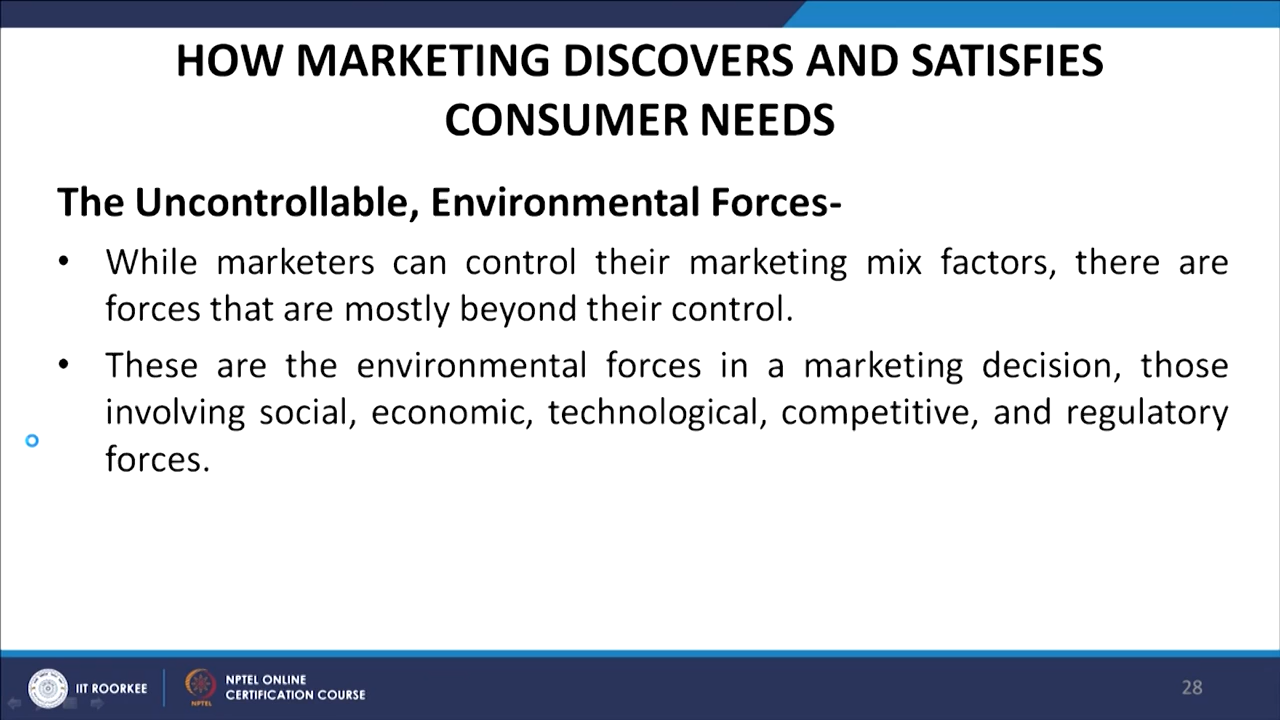 HOW MARKETING DISCOVERS AND SATISFIES
CONSUMER NEEDS
The Uncontrollable, Environmental Forces-
• While marketers can control their marketing mix factors, there are
forces that are mostly beyond their control.
• These are the environmental forces in a marketing decision, those
involving social, economic, technological, competitive, and regulatory
forces.
IIT ROORKEE
NPTEL
NPTEL ONLINE
CERTIFICATION COURSE
28